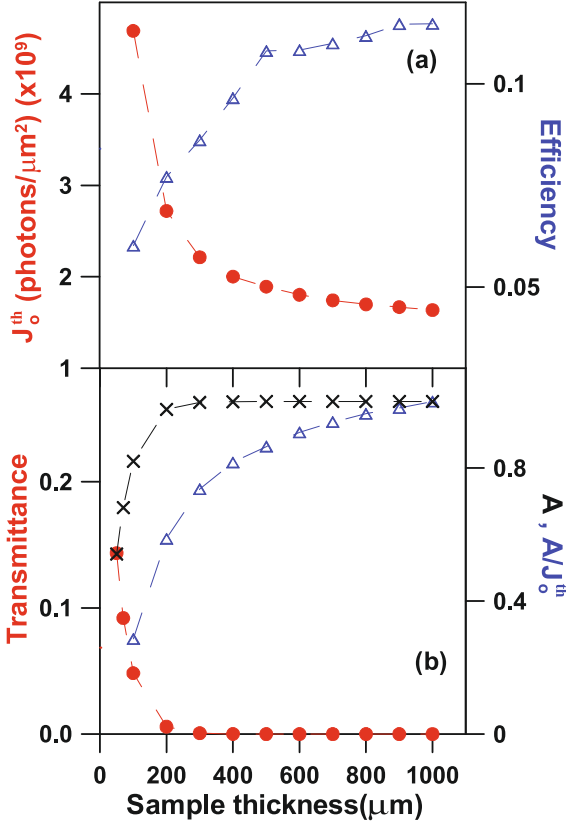 J_o^th (photons/μm²) (x10⁹)
4
3
2
1
(a)
0.1
0.05
Efficiency
Transmittance
0.2
0.1
0.0
(b)
0.8
0.4
0
A , A/J_o^th
0 200 400 600 800 1000
Sample thickness(μm)